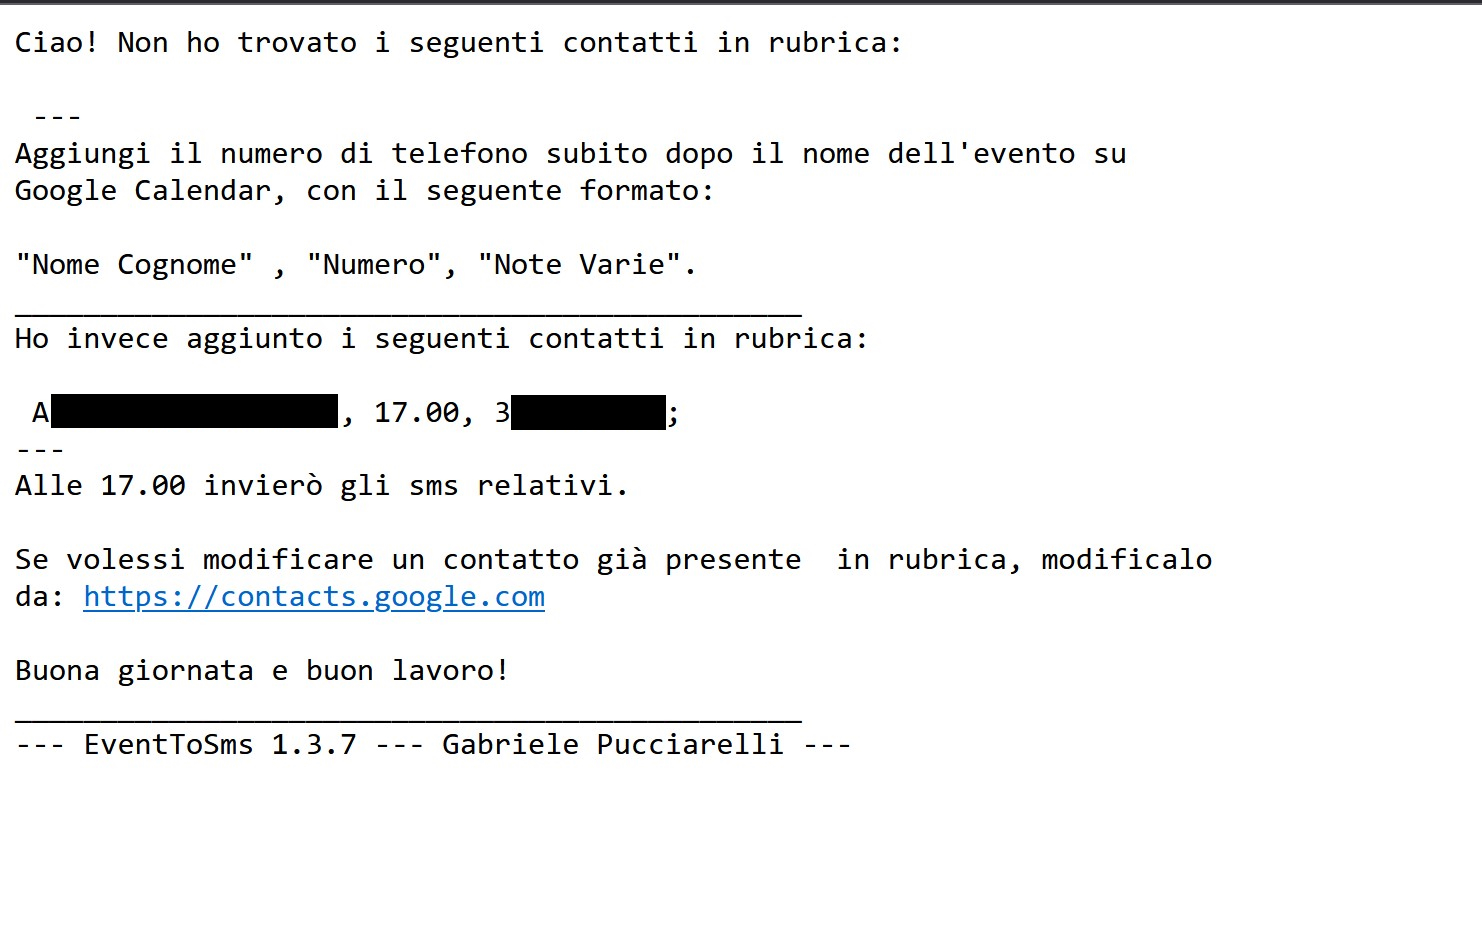 Ciao! Non ho trovato i seguenti contatti in rubrica:
---
Aggiungi il numero di telefono subito dopo il nome dell'evento su
Google Calendar, con il seguente formato:
"Nome Cognome" , "Numero", "Note Varie".
______________________________________________
Ho invece aggiunto i seguenti contatti in rubrica:
A , 17.00, 3 ;
---
Alle 17.00 invierò gli sms relativi.
Se volessi modificare un contatto già presente  in rubrica, modificalo
da: https://contacts.google.com
Buona giornata e buon lavoro!
______________________________________________
--- EventToSms 1.3.7 --- Gabriele Pucciarelli ---